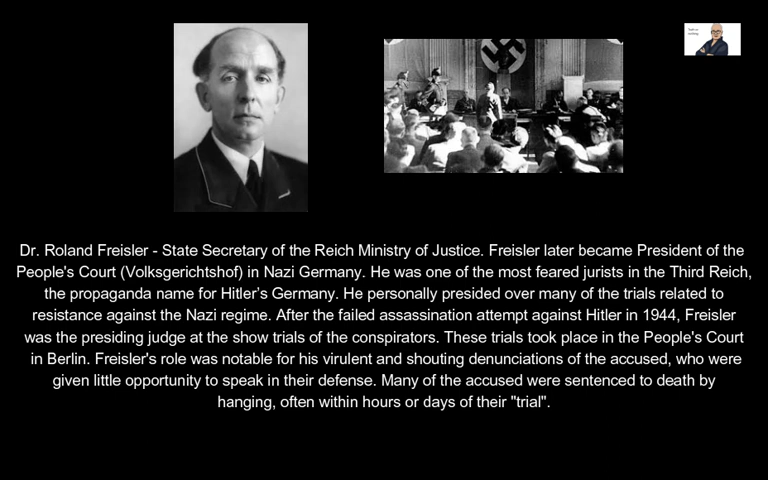 Dr. Roland Freisler - State Secretary of the Reich Ministry of Justice. Freisler later became President of the
People's Court (Volksgerichtshof) in Nazi Germany. He was one of the most feared jurists in the Third Reich,
the propaganda name for Hitler's Germany. He personally presided over many of the trials related to
resistance against the Nazi regime. After the failed assassination attempt against Hitler in 1944, Freisler
was the presiding judge at the show trials of the conspirators. These trials took place in the People's Court
in Berlin. Freisler's role was notable for his virulent and shouting denunciations of the accused, who were
given little opportunity to speak in their defense. Many of the accused were sentenced to death by
hanging, often within hours or days of their "trial".